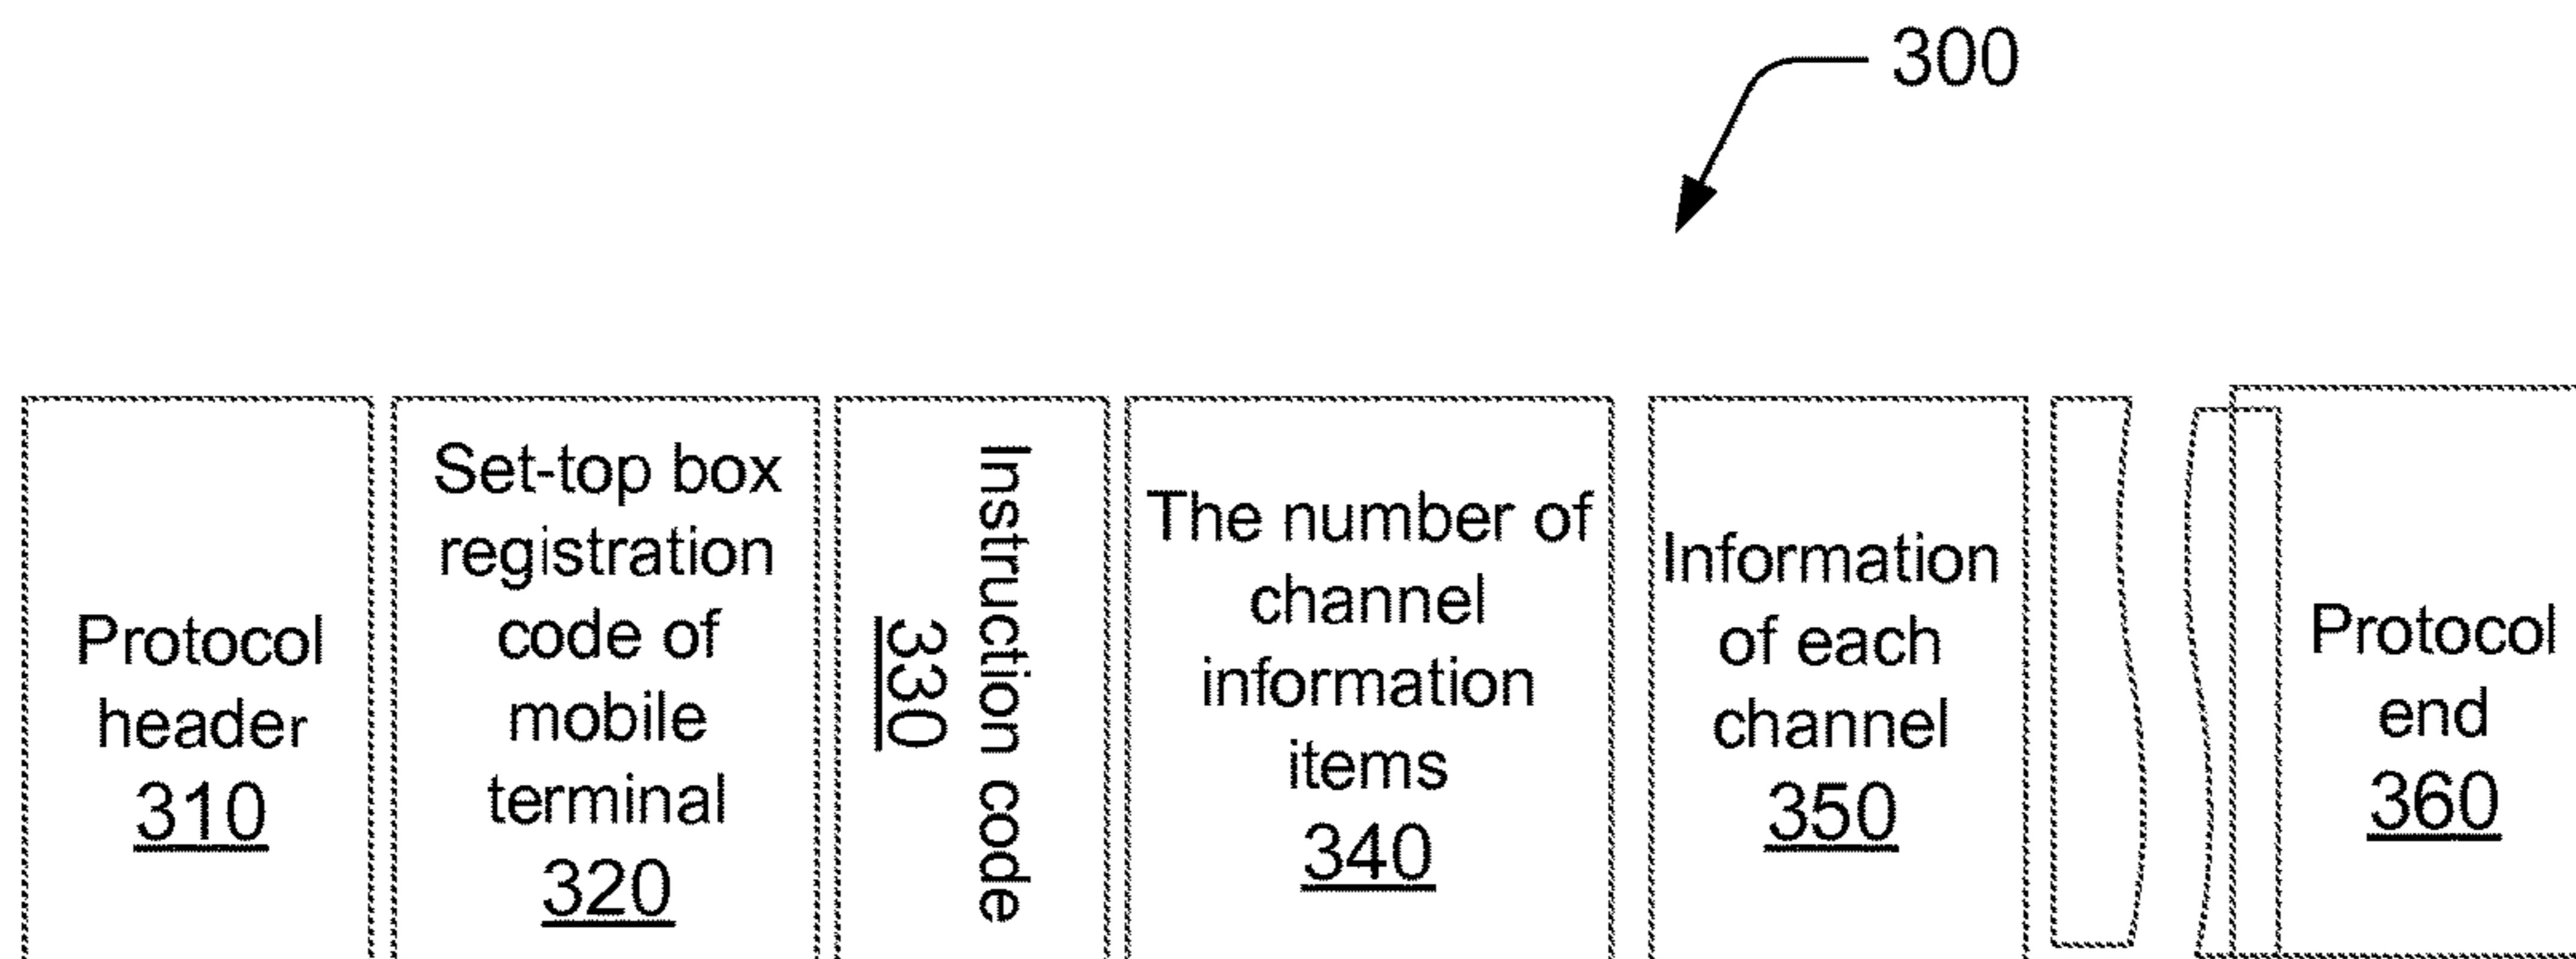 300
Protocol
header
310
Set-top box
registration
code of
mobile
terminal
320
Instruction code
330
The number of
channel
information
items
340
Information
of each
channel
350
Protocol
end
360